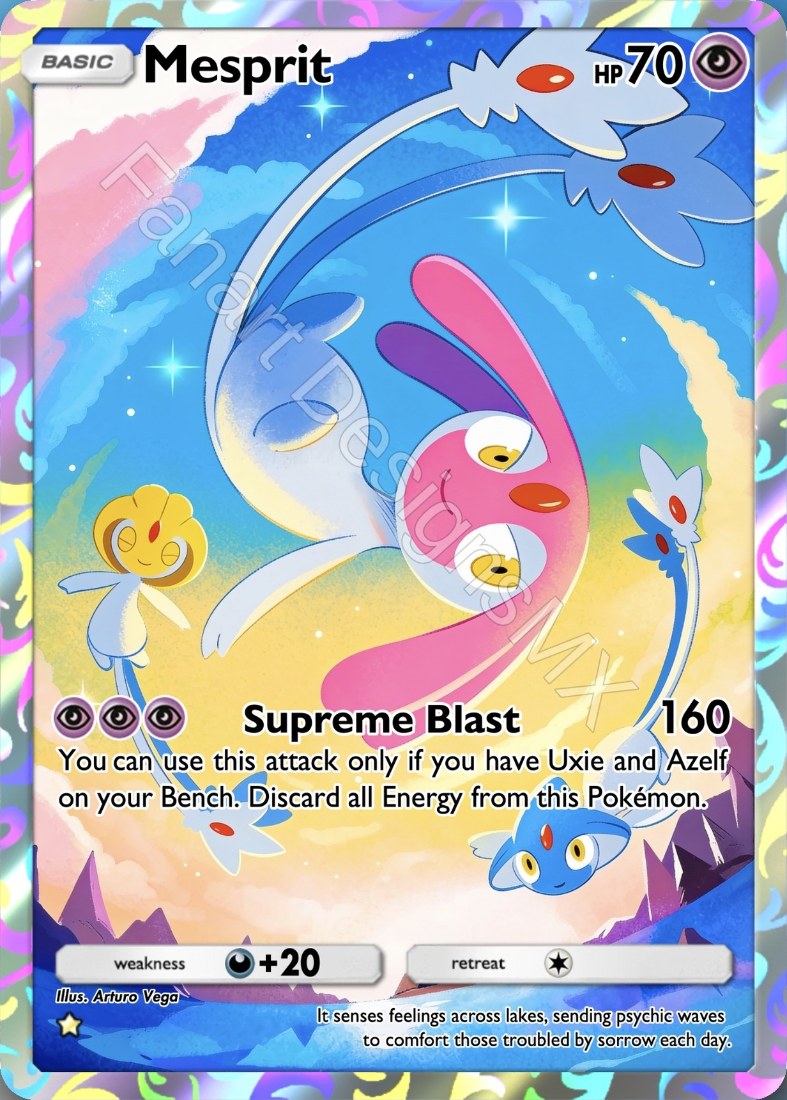 BASIC
Mesprit
HP 70
Fanart DesignsMX
Supreme Blast 160
You can use this attack only if you have Uxie and Azelf
on your Bench. Discard all Energy from this Pokémon.
weakness +20
retreat
Illus. Arturo Vega
It senses feelings across lakes, sending psychic waves
to comfort those troubled by sorrow each day.